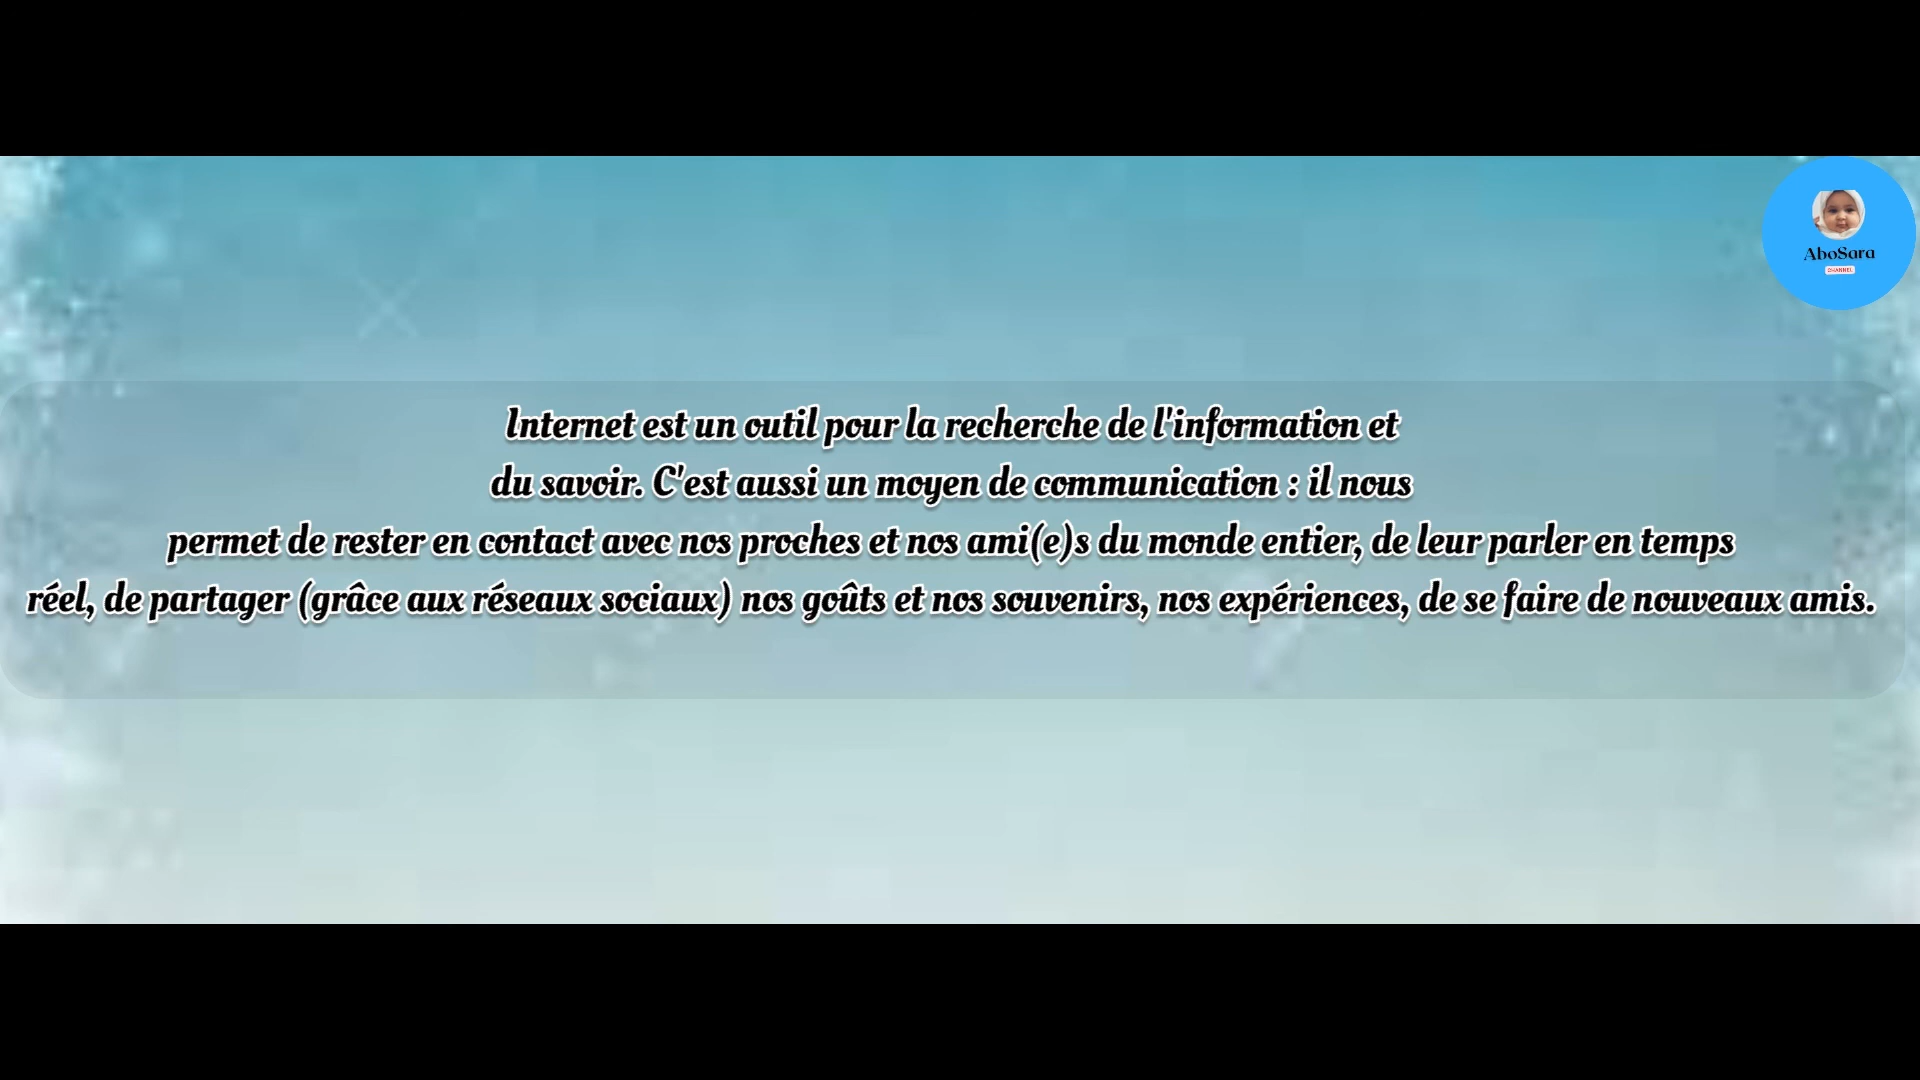 AboSara
CHANNEL
Internet est un outil pour la recherche de l'information et
du savoir. C'est aussi un moyen de communication : il nous
permet de rester en contact avec nos proches et nos ami(e)s du monde entier, de leur parler en temps
réel, de partager (grâce aux réseaux sociaux) nos goûts et nos souvenirs, nos expériences, de se faire de nouveaux amis.